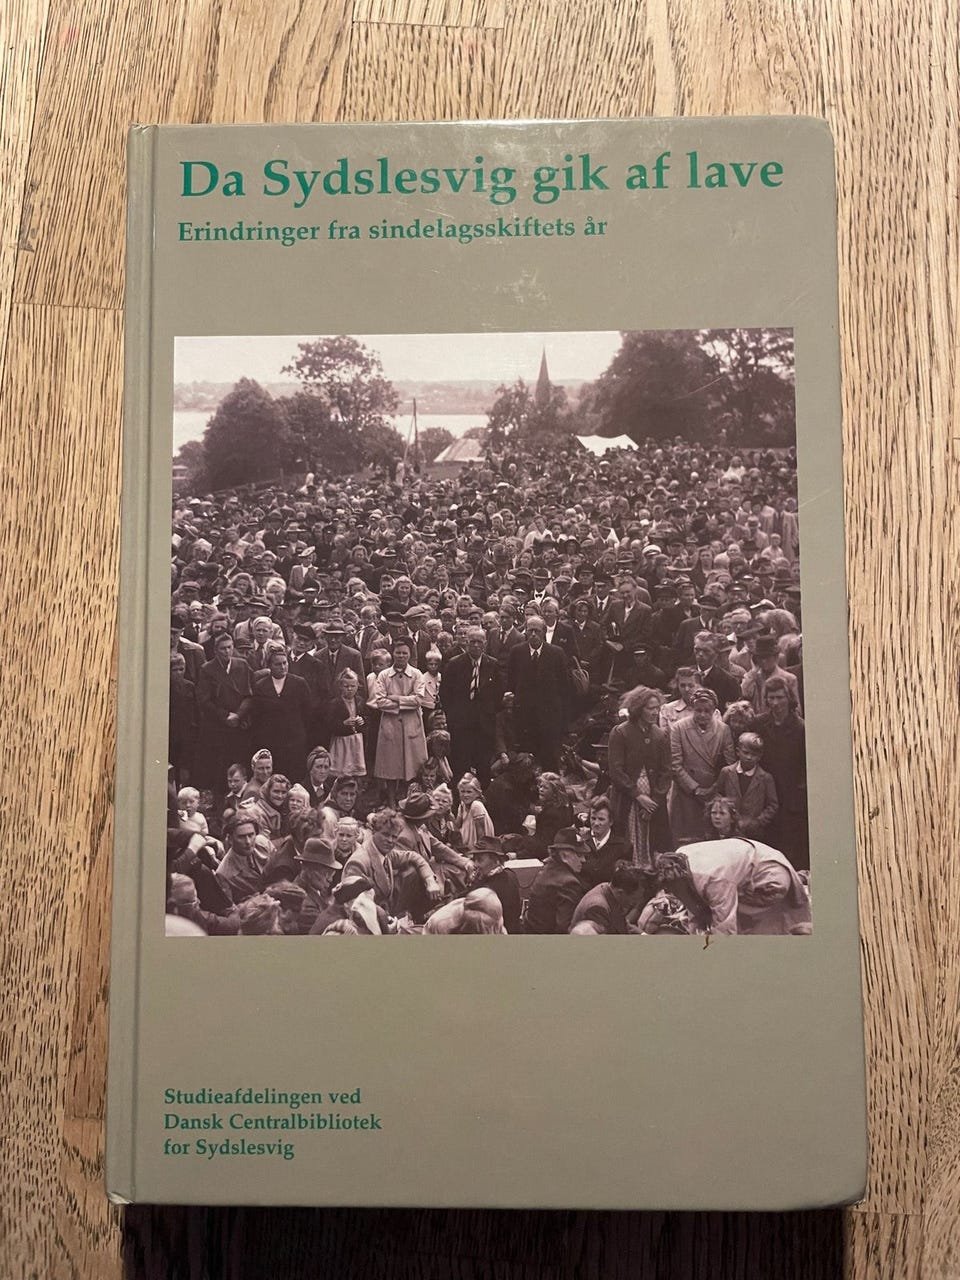 Da Sydslesvig gik af lave
Erindringer fra sindelagsskiftets år
Studieafdelingen ved
Dansk Centralbibliotek
for Sydslesvig